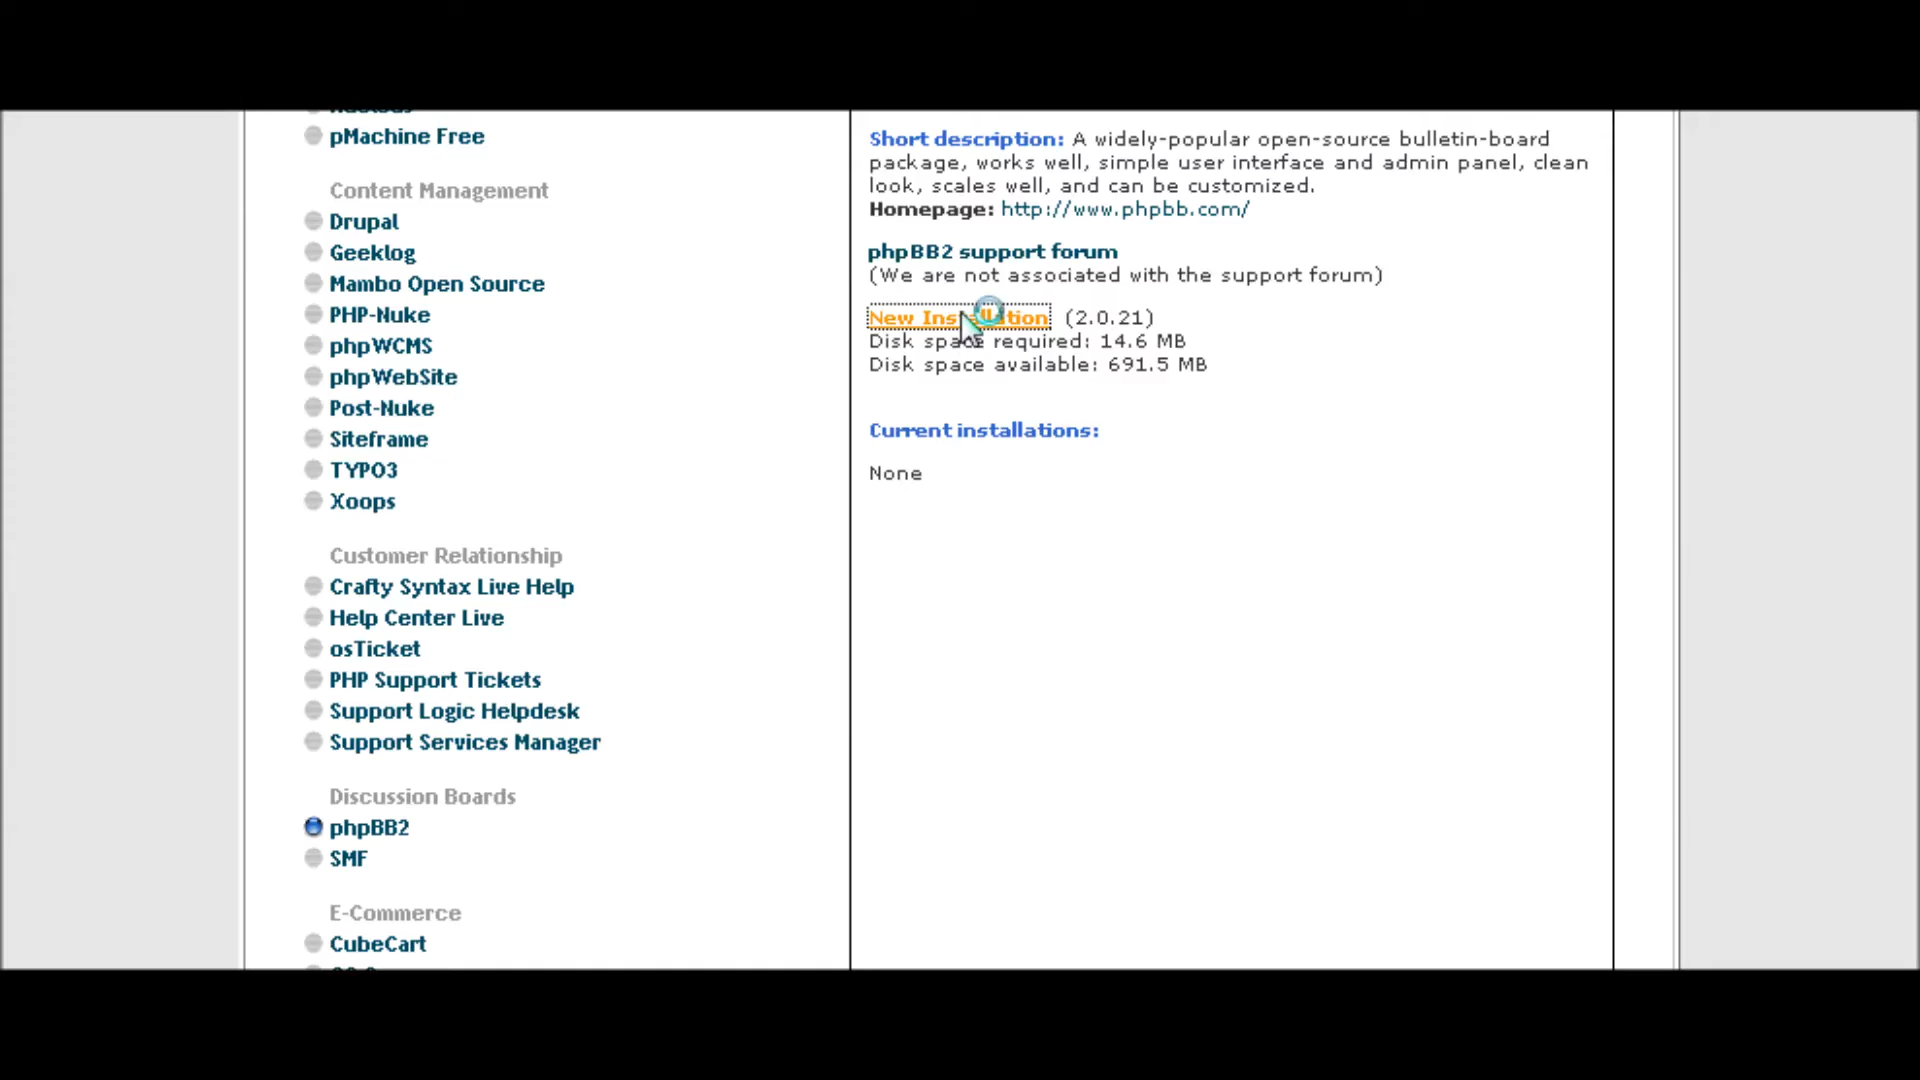 pMachine Free
Content Management
Drupal
Geeklog
Mambo Open Source
PHP-Nuke
phpWCMS
phpWebSite
Post-Nuke
Siteframe
TYPO3
Xoops
Customer Relationship
Crafty Syntax Live Help
Help Center Live
osTicket
PHP Support Tickets
Support Logic Helpdesk
Support Services Manager
Discussion Boards
phpBB2
SMF
E-Commerce
CubeCart
Short description: A widely-popular open-source bulletin-board
package, works well, simple user interface and admin panel, clean
look, scales well, and can be customized.
Homepage: http://www.phpbb.com/
phpBB2 support forum
(We are not associated with the support forum)
New Installation (2.0.21)
Disk space required: 14.6 MB
Disk space available: 691.5 MB
Current installations:
None